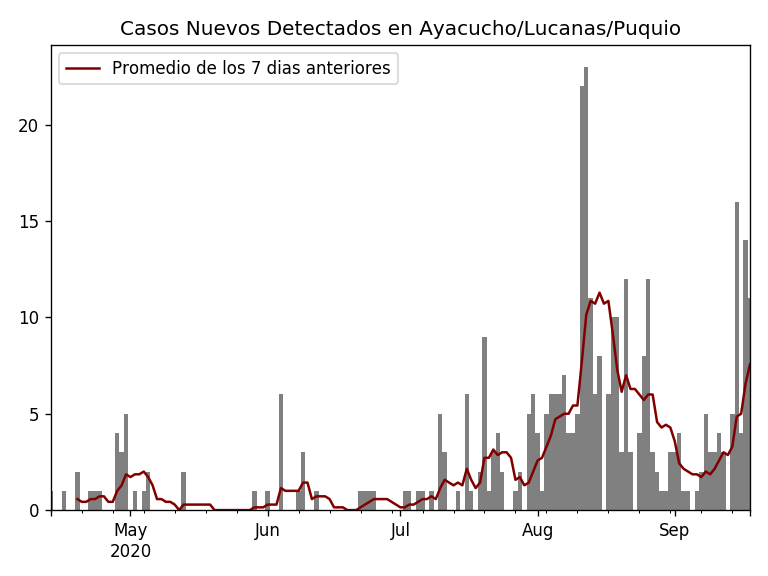 Casos Nuevos Detectados en Ayacucho/Lucanas/Puquio
Promedio de los 7 dias anteriores
20
15
10
5
0
May Jun Jul Aug Sep
2020